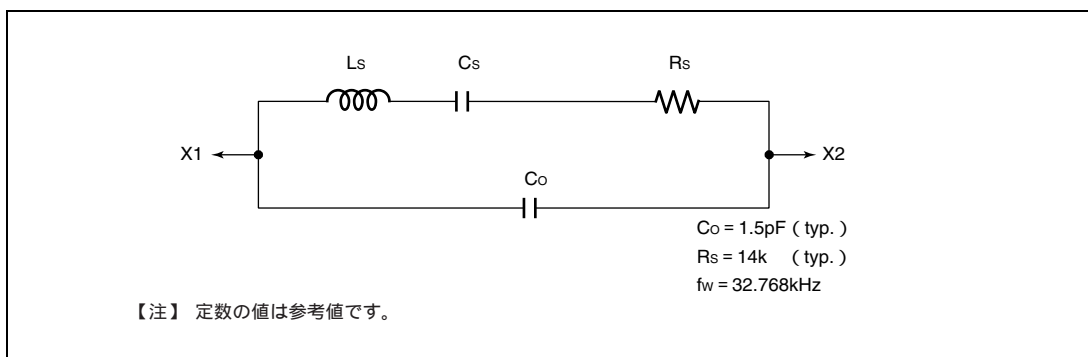 Ls
Cs
Rs
X1
X2
Co
Co = 1.5pF ( typ. )
Rs = 14k ( typ. )
fw = 32.768kHz
【注】 定数の値は参考値です。